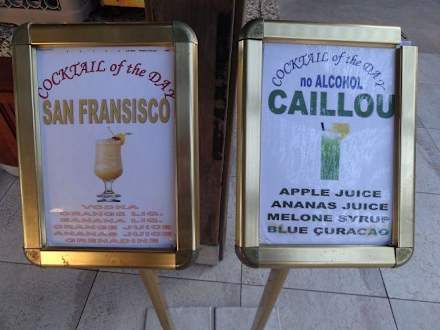 COCKTAIL of the DAY
SAN FRANSISCO
VODKA
ORANGE LIQ.
BANANA LIQ.
ORANGE JUICE
ANANAS JUICE
GRENADINE
COCKTAIL of the DAY
no ALCOHOL
CAILLOU
APPLE JUICE
ANANAS JUICE
MELONE SYRUP
BLUE ÇURACAO